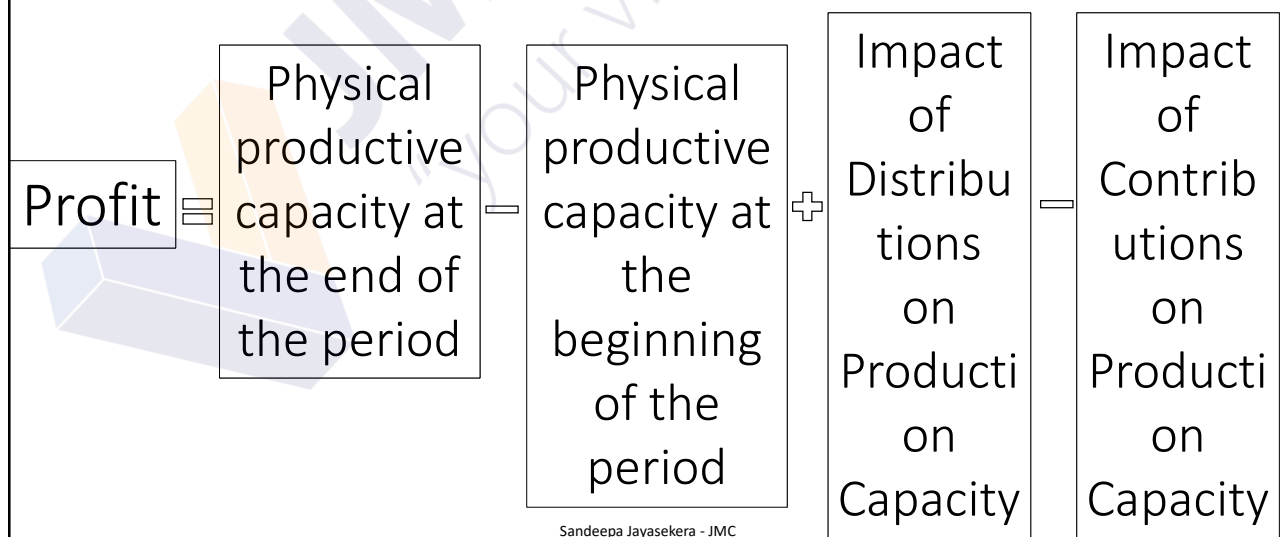 Profit
=
Physical
productive
capacity at
the end of
the period
−
Physical
productive
capacity at
the
beginning
of the
period
+
Impact
of
Distribu
tions
on
Producti
on
Capacity
−
Impact
of
Contrib
utions
on
Producti
on
Capacity
Sandeepa Jayasekera - JMC
JM
"your v